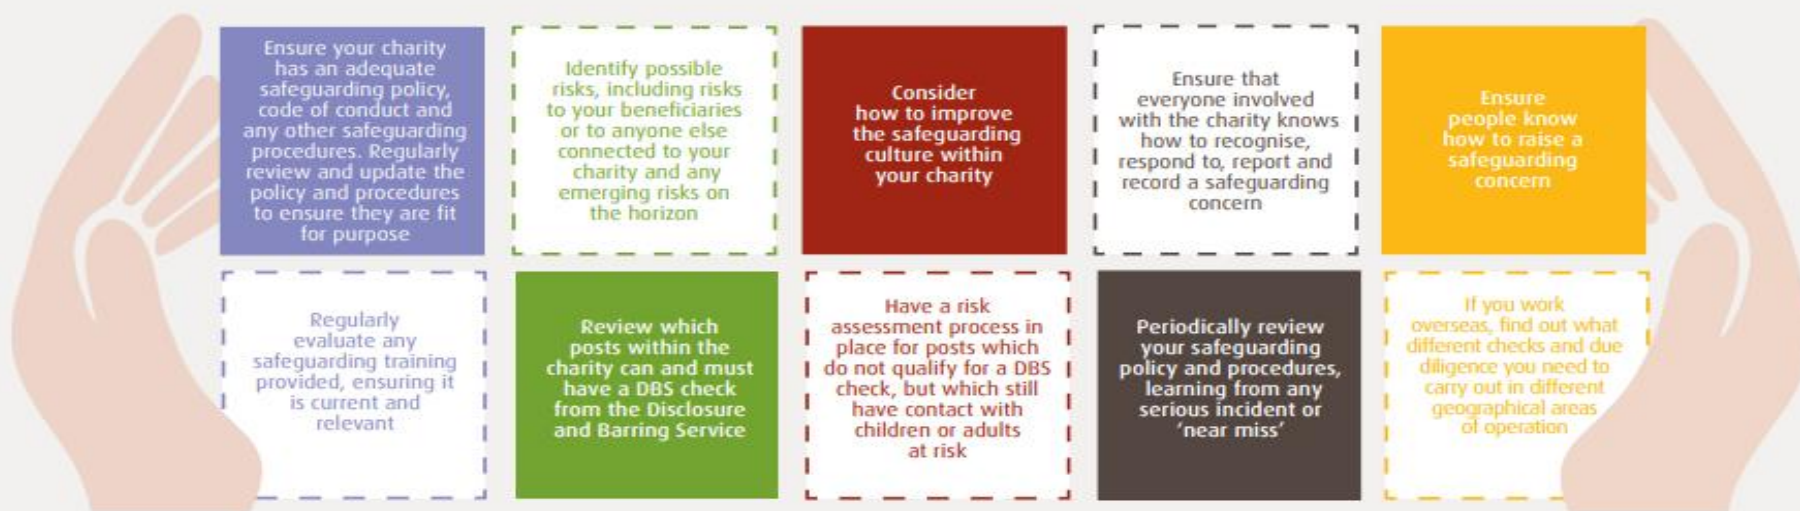 Ensure your charity
has an adequate
safeguarding policy,
code of conduct and
any other safeguarding
procedures. Regularly
review and update the
policy and procedures
to ensure they are fit
for purpose
Identify possible
risks, including risks
to your beneficiaries
or to anyone else
connected to your
charity and any
emerging risks on
the horizon
Consider
how to improve
the safeguarding
culture within
your charity
Ensure that
everyone involved
with the charity knows
how to recognise,
respond to, report and
record a safeguarding
concern
Ensure
people know
how to raise a
safeguarding
concern
Regularly
evaluate any
safeguarding training
provided, ensuring it
is current and
relevant
Review which
posts within the
charity can and must
have a DBS check
from the Disclosure
and Barring Service
Have a risk
assessment process in
place for posts which
do not qualify for a DBS
check, but which still
have contact with
children or adults
at risk
Periodically review
your safeguarding
policy and procedures,
learning from any
serious incident or
‘near miss’
If you work
overseas, find out what
different checks and due
diligence you need to
carry out in different
geographical areas
of operation